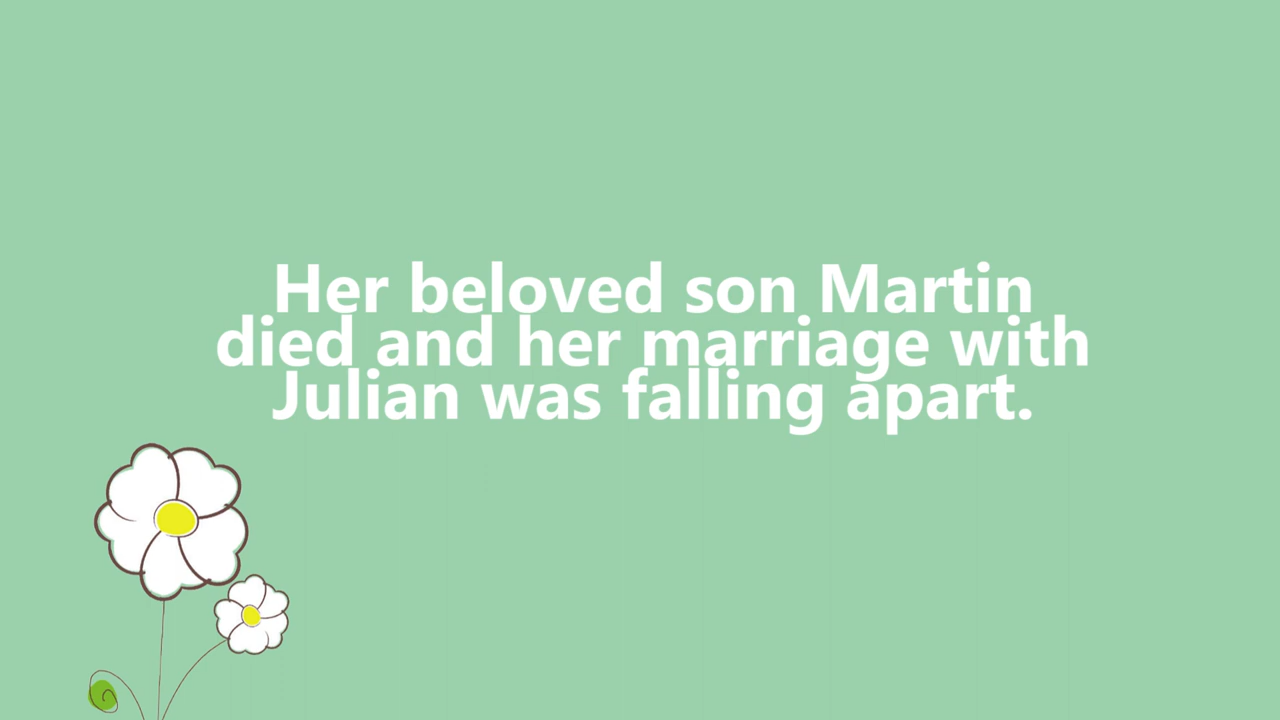 Her beloved son Martin
died and her marriage with
Julian was falling apart.